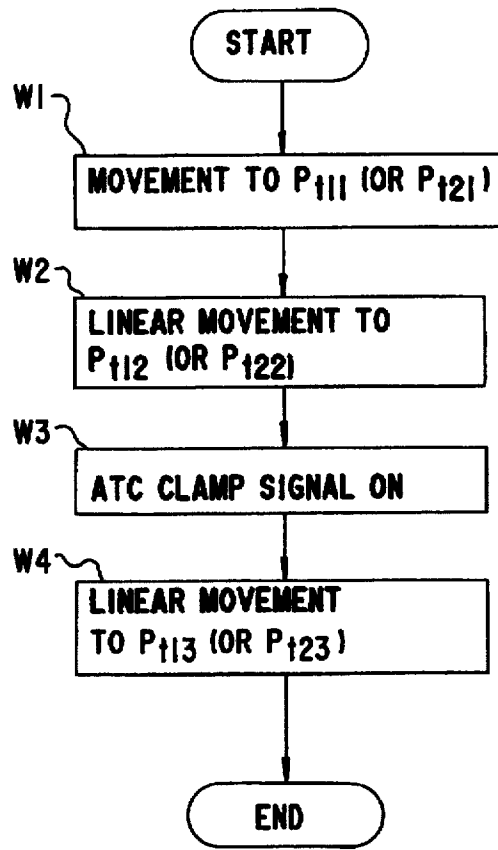 START
W1
MOVEMENT TO Pt11 (OR Pt21)
W2
LINEAR MOVEMENT TO
Pt12 (OR Pt22)
W3
ATC CLAMP SIGNAL ON
W4
LINEAR MOVEMENT
TO Pt13 (OR Pt23)
END